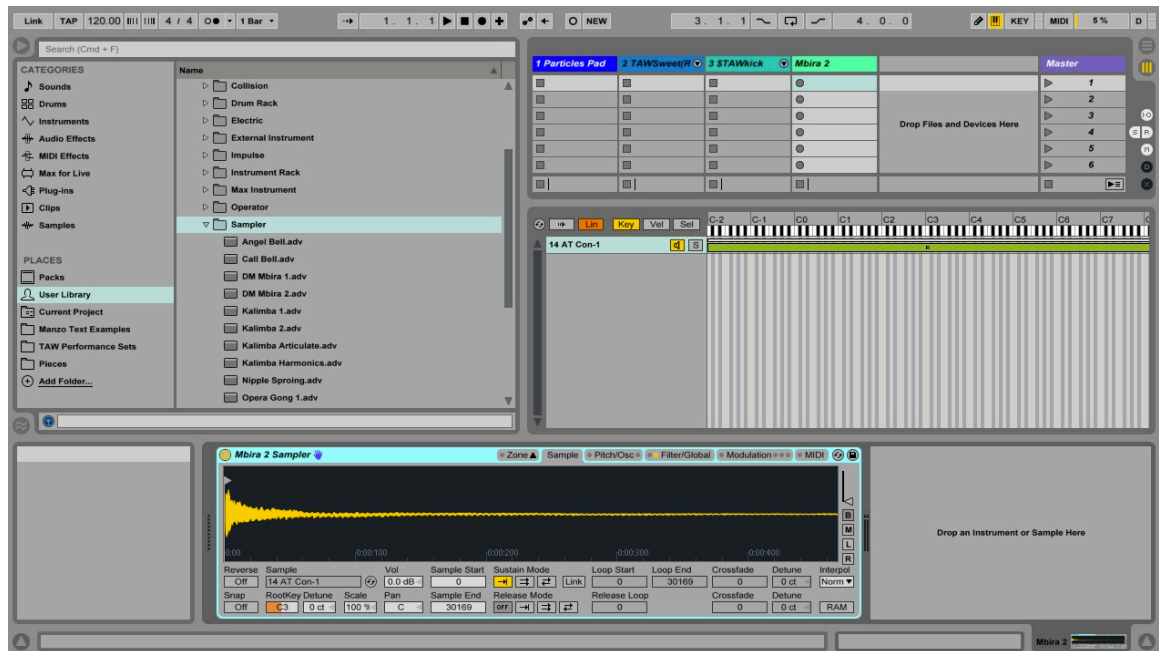 Link TAP 120.00 4 / 4 1 Bar 1. 1. 1 NEW 3. 1. 1 4. 0. 0 KEY MIDI 5 % D
Search (Cmd + F)
CATEGORIES
Sounds
Drums
Instruments
Audio Effects
MIDI Effects
Max for Live
Plug-ins
Clips
Samples
PLACES
Packs
User Library
Current Project
Manzo Text Examples
TAW Performance Sets
Pieces
Add Folder...
Name
Collision
Drum Rack
Electric
External Instrument
Impulse
Instrument Rack
Max Instrument
Operator
Sampler
Angel Bell.adv
Call Bell.adv
DM Mbira 1.adv
DM Mbira 2.adv
Kalimba 1.adv
Kalimba 2.adv
Kalimba Articulate.adv
Kalimba Harmonics.adv
Nipple Sproing.adv
Opera Gong 1.adv
1 Particles Pad 2 TAWSweet(R 3 $TAWkick Mbira 2 Master
1
2
3
4
5
6
Drop Files and Devices Here
I·O
S R
M
D
X
Lin Key Vel Sel C-2 C-1 C0 C1 C2 C3 C4 C5 C6 C7 C
14 AT Con-1 S R
Mbira 2 Sampler Zone Sample Pitch/Osc Filter/Global Modulation MIDI
B
M
L
R
0:00 0:00:100 0:00:200 0:00:300 0:00:400
Reverse Sample Vol Sample Start Sustain Mode Loop Start Loop End Crossfade Detune Interpol
Off 14 AT Con-1 0.0 dB 0 Link 0 30169 0 0 ct Norm
Snap RootKey Detune Scale Pan Sample End Release Mode Release Loop Crossfade Detune
Off C3 0 ct 100 % C 30169 OFF 0 0 0 ct RAM
Drop an Instrument or Sample Here
Mbira 2